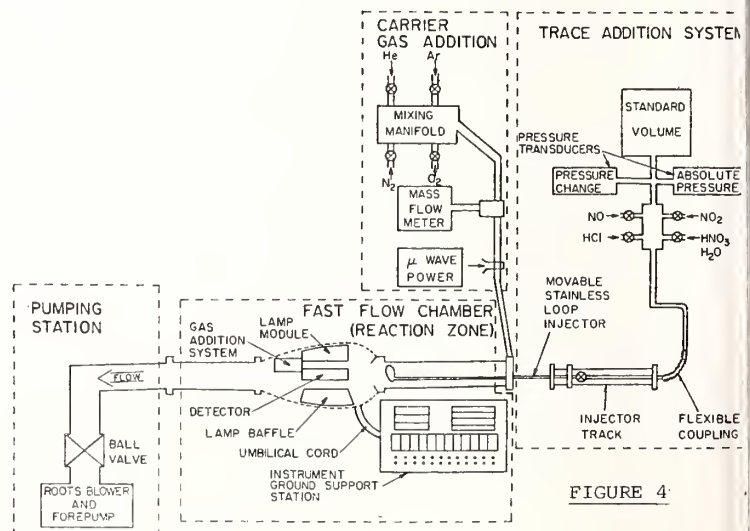 CARRIER
GAS ADDITION
He
Ar
MIXING
MANIFOLD
N2
O2
MASS
FLOW
METER
μ WAVE
POWER
TRACE ADDITION SYSTEM
STANDARD
VOLUME
PRESSURE
TRANSDUCERS
PRESSURE
CHANGE
ABSOLUTE
PRESSURE
NO
NO2
HCl
HNO3
H2O
MOVABLE
STAINLESS
LOOP
INJECTOR
INJECTOR
TRACK
FLEXIBLE
COUPLING
PUMPING
STATION
FLOW
BALL
VALVE
ROOTS BLOWER
AND
FOREPUMP
FAST FLOW CHAMBER
(REACTION ZONE)
GAS
ADDITION
SYSTEM
LAMP
MODULE
DETECTOR
LAMP BAFFLE
UMBILICAL CORD
INSTRUMENT
GROUND SUPPORT
STATION
FIGURE 4